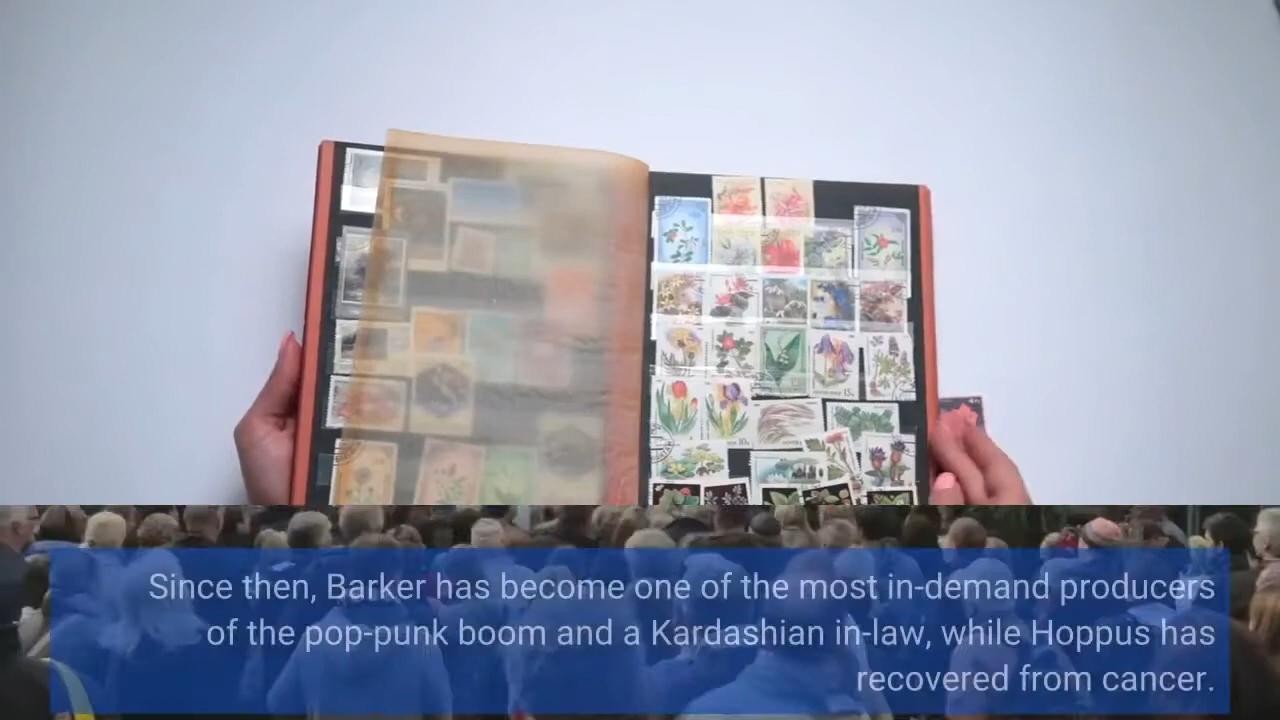 Since then, Barker has become one of the most in-demand producers
of the pop-punk boom and a Kardashian in-law, while Hoppus has
recovered from cancer.